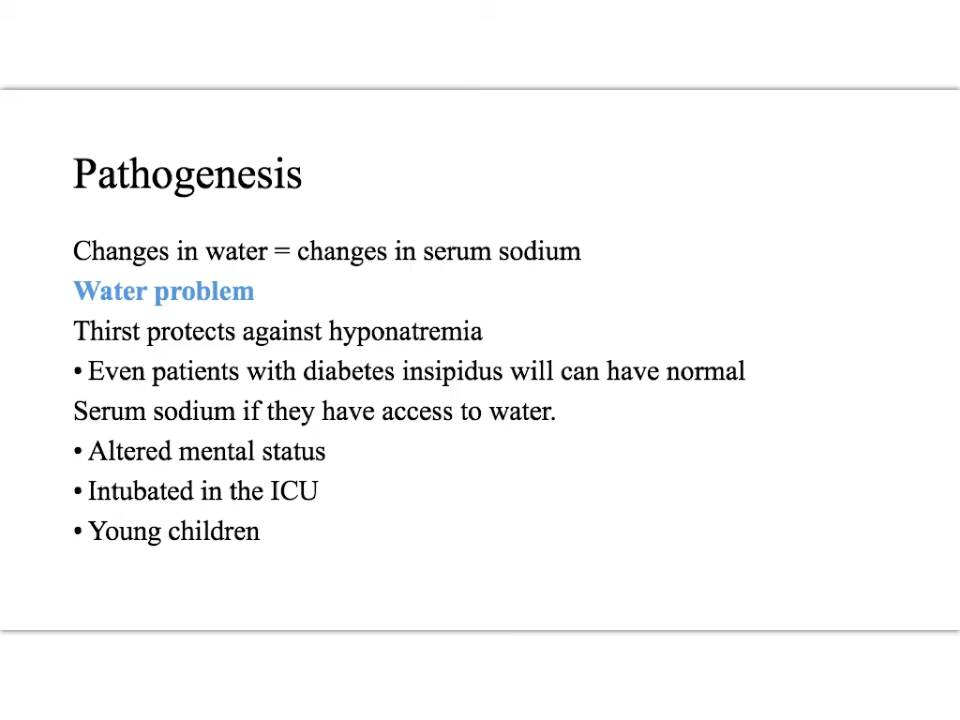 Pathogenesis
Changes in water = changes in serum sodium
Water problem
Thirst protects against hyponatremia
• Even patients with diabetes insipidus will can have normal
Serum sodium if they have access to water.
• Altered mental status
• Intubated in the ICU
• Young children